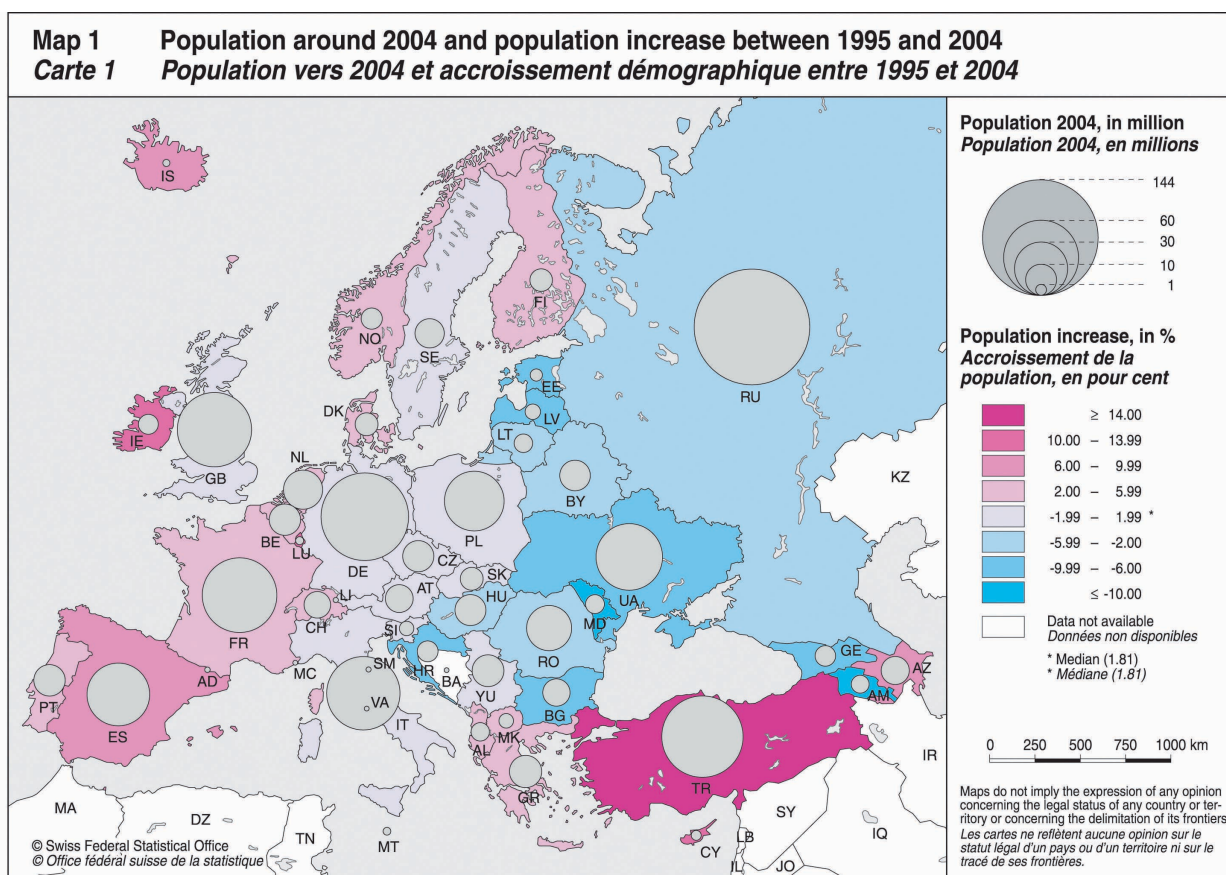 Map 1 Population around 2004 and population increase between 1995 and 2004
Carte 1 Population vers 2004 et accroissement démographique entre 1995 et 2004
IS
NO
SE
FI
RU
EE
LV
LT
DK
IE
GB
NL
BE
LU
DE
PL
BY
KZ
CZ
SK
UA
AT
LI
CH
HU
MD
FR
SI
RO
HR
SM
MC
BA
YU
GE
AZ
AM
AD
VA
BG
PT
ES
IT
MK
AL
GR
TR
IR
MA
DZ
TN
MT
CY
SY
LB
IQ
IL
JO
© Swiss Federal Statistical Office
© Office fédéral suisse de la statistique
Population 2004, in million
Population 2004, en millions
144
60
30
10
1
Population increase, in %
Accroissement de la
population, en pour cent
≥ 14.00
10.00 – 13.99
6.00 – 9.99
2.00 – 5.99
-1.99 – 1.99 *
-5.99 – -2.00
-9.99 – -6.00
≤ -10.00
Data not available
Données non disponibles
* Median (1.81)
* Médiane (1.81)
0 250 500 750 1000 km
Maps do not imply the expression of any opinion
concerning the legal status of any country or ter-
ritory or concerning the delimitation of its frontiers
Les cartes ne reflètent aucune opinion sur le
statut légal d'un pays ou d'un territoire ni sur le
tracé de ses frontières.